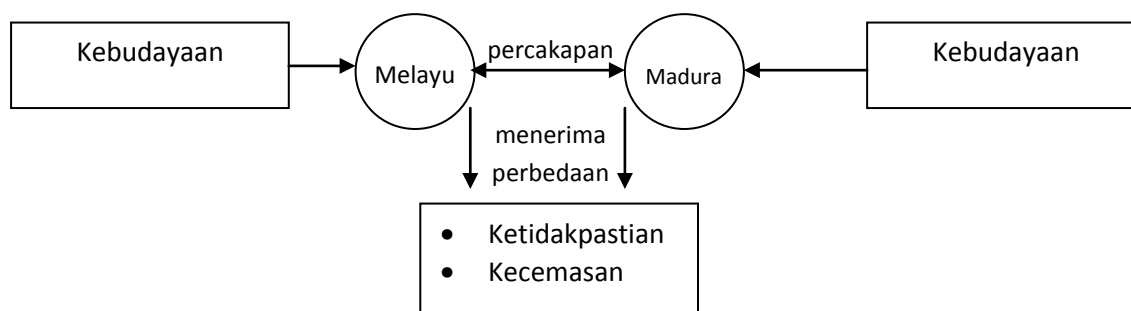 Kebudayaan
Melayu
percakapan
Madura
Kebudayaan
menerima
perbedaan
• Ketidakpastian
• Kecemasan